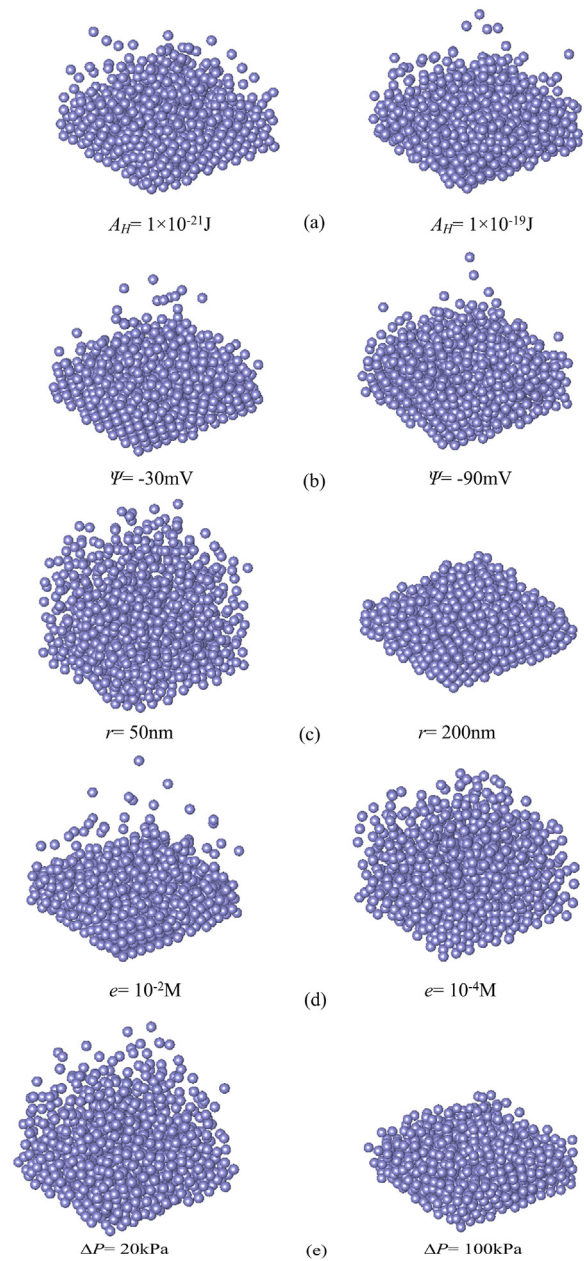 A_H= 1×10⁻²¹J (a) A_H= 1×10⁻¹⁹J
Ψ= -30mV (b) Ψ= -90mV
r= 50nm (c) r= 200nm
e= 10⁻²M (d) e= 10⁻⁴M
ΔP= 20kPa (e) ΔP= 100kPa